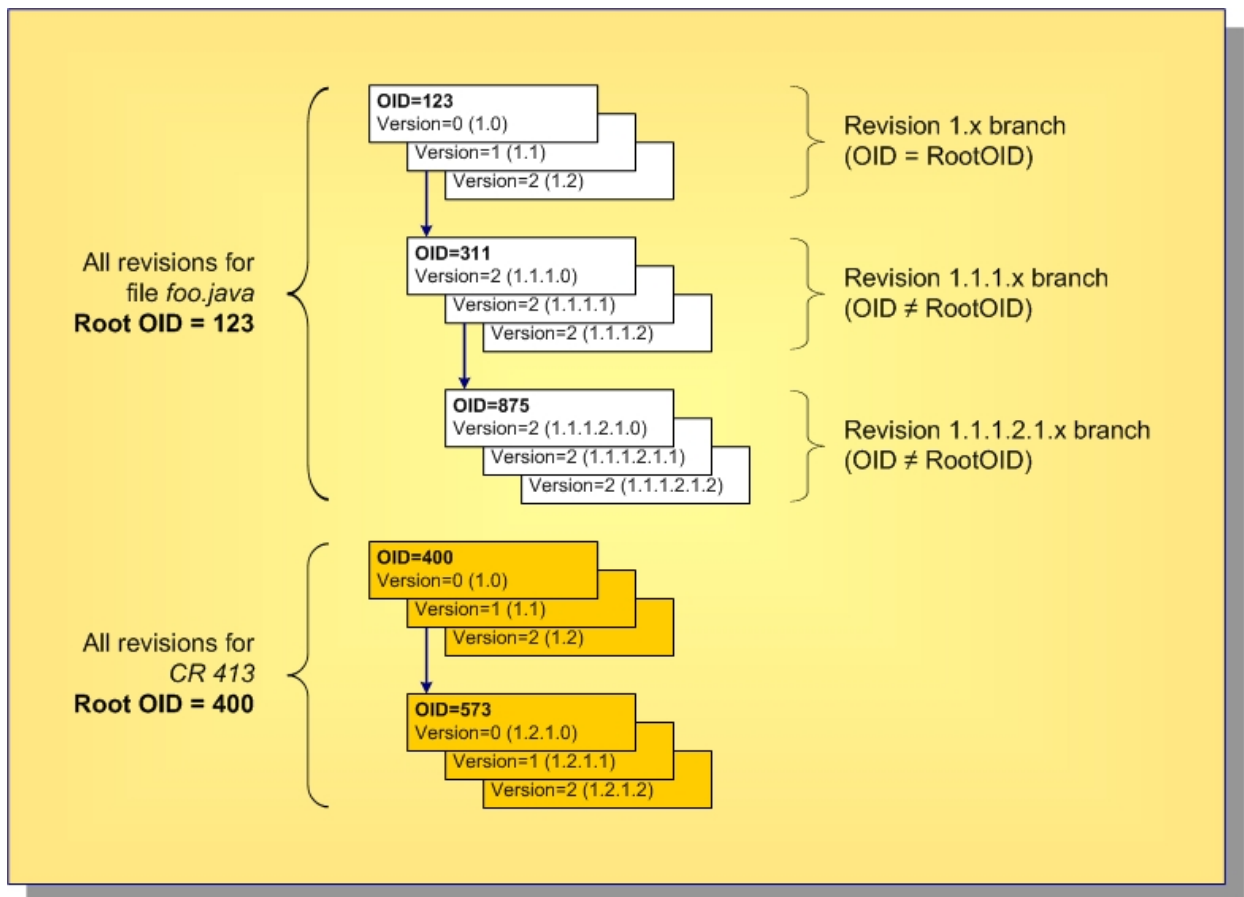 OID=123
Version=0 (1.0)
Version=1 (1.1)
Version=2 (1.2)
Revision 1.x branch
(OID = RootOID)
All revisions for
file foo.java
Root OID = 123
OID=311
Version=2 (1.1.1.0)
Version=2 (1.1.1.1)
Version=2 (1.1.1.2)
Revision 1.1.1.x branch
(OID ≠ RootOID)
OID=875
Version=2 (1.1.1.2.1.0)
Version=2 (1.1.1.2.1.1)
Version=2 (1.1.1.2.1.2)
Revision 1.1.1.2.1.x branch
(OID ≠ RootOID)
OID=400
Version=0 (1.0)
Version=1 (1.1)
Version=2 (1.2)
All revisions for
CR 413
Root OID = 400
OID=573
Version=0 (1.2.1.0)
Version=1 (1.2.1.1)
Version=2 (1.2.1.2)